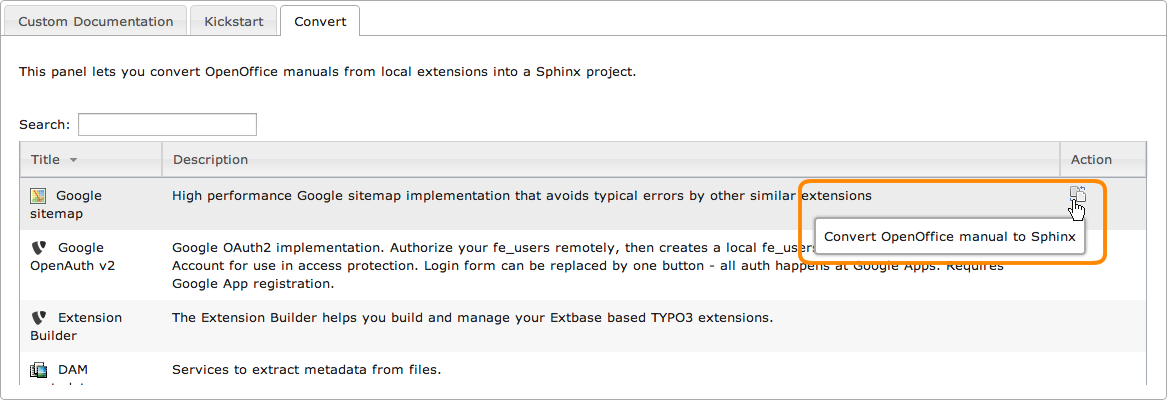 Custom Documentation
Kickstart
Convert
This panel lets you convert OpenOffice manuals from local extensions into a Sphinx project.
Search:
Title
Description
Action
Google
sitemap
High performance Google sitemap implementation that avoids typical errors by other similar extensions
Convert OpenOffice manual to Sphinx
Google
OpenAuth v2
Google OAuth2 implementation. Authorize your fe_users remotely, then creates a local fe_users
Account for use in access protection. Login form can be replaced by one button - all auth happens at Google Apps. Requires
Google App registration.
Extension
Builder
The Extension Builder helps you build and manage your Extbase based TYPO3 extensions.
DAM
Services to extract metadata from files.